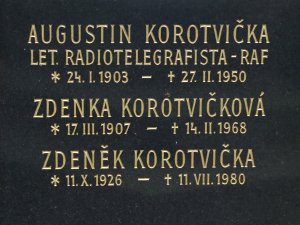 AUGUSTIN KOROTVIČKA
LET. RADIOTELEGRAFISTA - RAF
* 24. I. 1903 — † 27. II. 1950
ZDENKA KOROTVIČKOVÁ
* 17. III. 1907 — † 14. II. 1968
ZDENĚK KOROTVIČKA
* 11. X. 1926 — † 11. VII. 1980